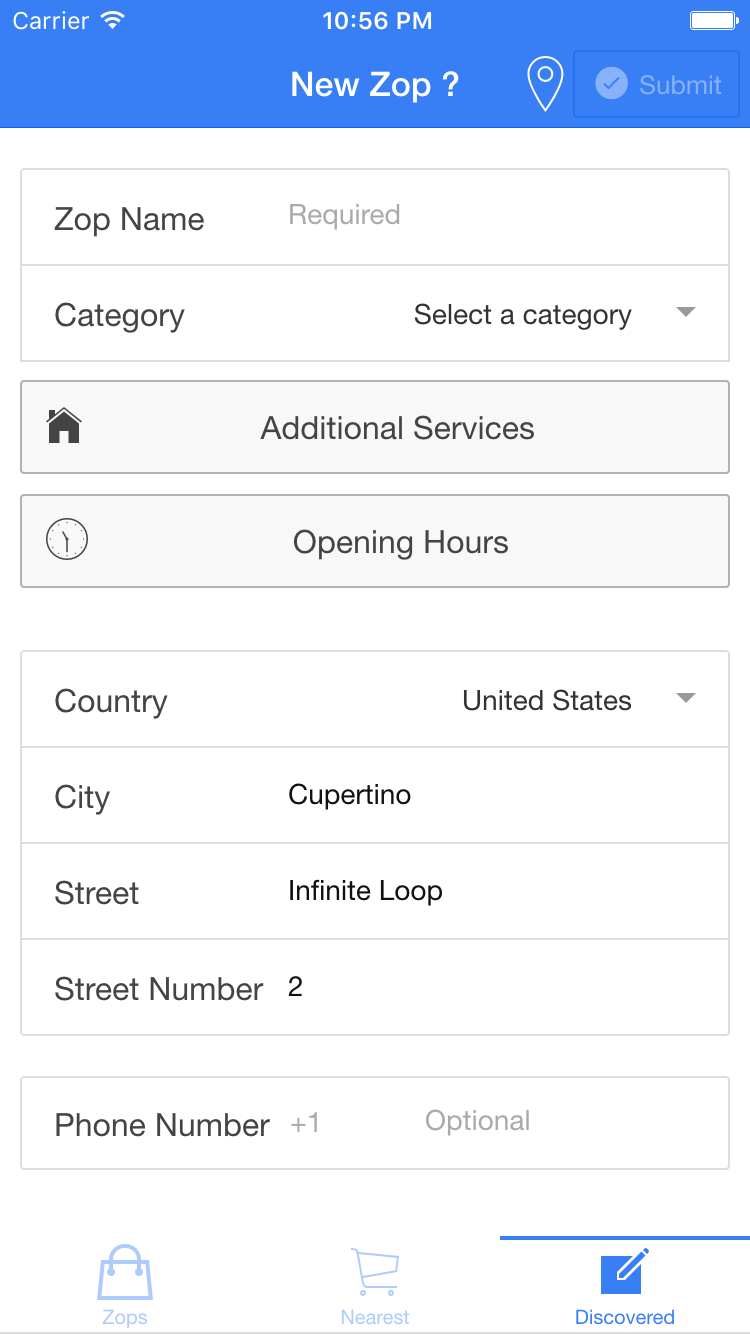 Carrier 10:56 PM
New Zop ? Submit
Zop Name Required
Category Select a category
Additional Services
Opening Hours
Country United States
City Cupertino
Street Infinite Loop
Street Number 2
Phone Number +1 Optional
Zops Nearest Discovered